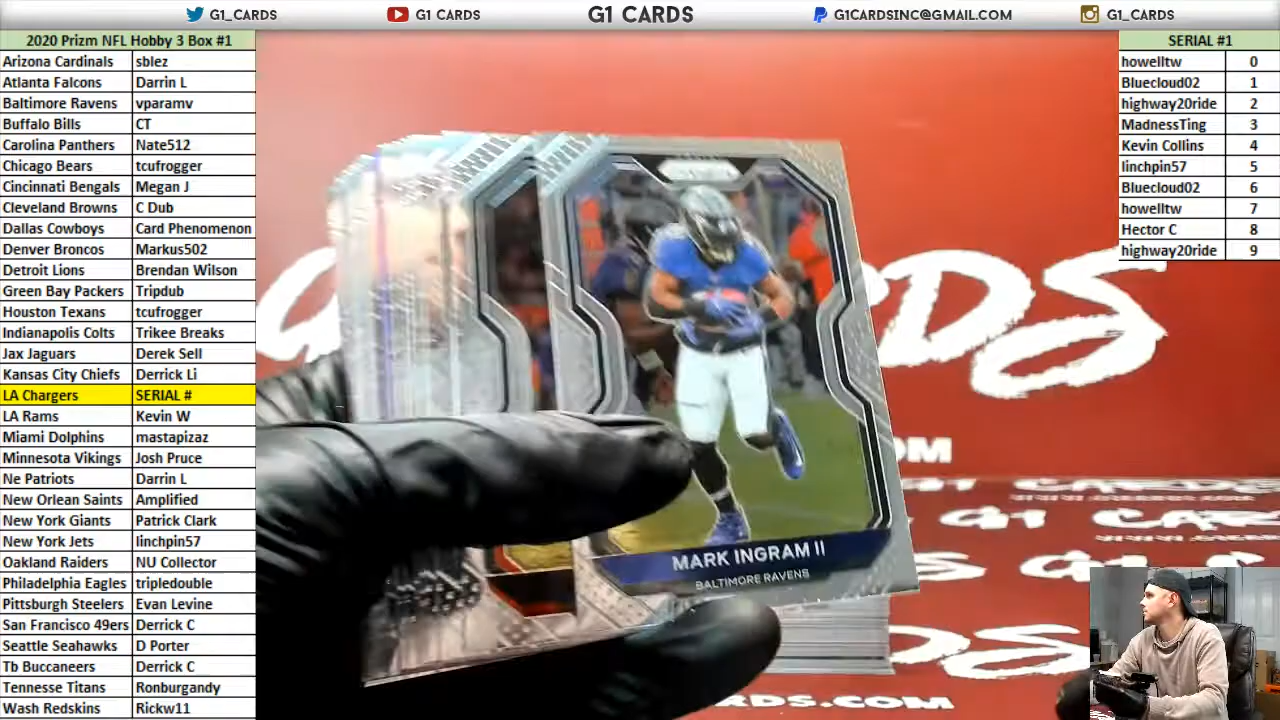 G1_CARDS
G1 CARDS
G1 CARDS
G1CARDSINC@GMAIL.COM
G1_CARDS
2020 Prizm NFL Hobby 3 Box #1
Arizona Cardinals sblez
Atlanta Falcons Darrin L
Baltimore Ravens vparamv
Buffalo Bills CT
Carolina Panthers Nate512
Chicago Bears tcufrogger
Cincinnati Bengals Megan J
Cleveland Browns C Dub
Dallas Cowboys Card Phenomenon
Denver Broncos Markus502
Detroit Lions Brendan Wilson
Green Bay Packers Tripdub
Houston Texans tcufrogger
Indianapolis Colts Trikee Breaks
Jax Jaguars Derek Sell
Kansas City Chiefs Derrick Li
LA Chargers SERIAL #
LA Rams Kevin W
Miami Dolphins mastapizaz
Minnesota Vikings Josh Pruce
Ne Patriots Darrin L
New Orlean Saints Amplified
New York Giants Patrick Clark
New York Jets linchpin57
Oakland Raiders NU Collector
Philadelphia Eagles tripledouble
Pittsburgh Steelers Evan Levine
San Francisco 49ers Derrick C
Seattle Seahawks D Porter
Tb Buccaneers Derrick C
Tennesse Titans Ronburgandy
Wash Redskins Rickw11
SERIAL #1
howelltw 0
Bluecloud02 1
highway20ride 2
MadnessTing 3
Kevin Collins 4
linchpin57 5
Bluecloud02 6
howelltw 7
Hector C 8
highway20ride 9
MARK INGRAM II
BALTIMORE RAVENS